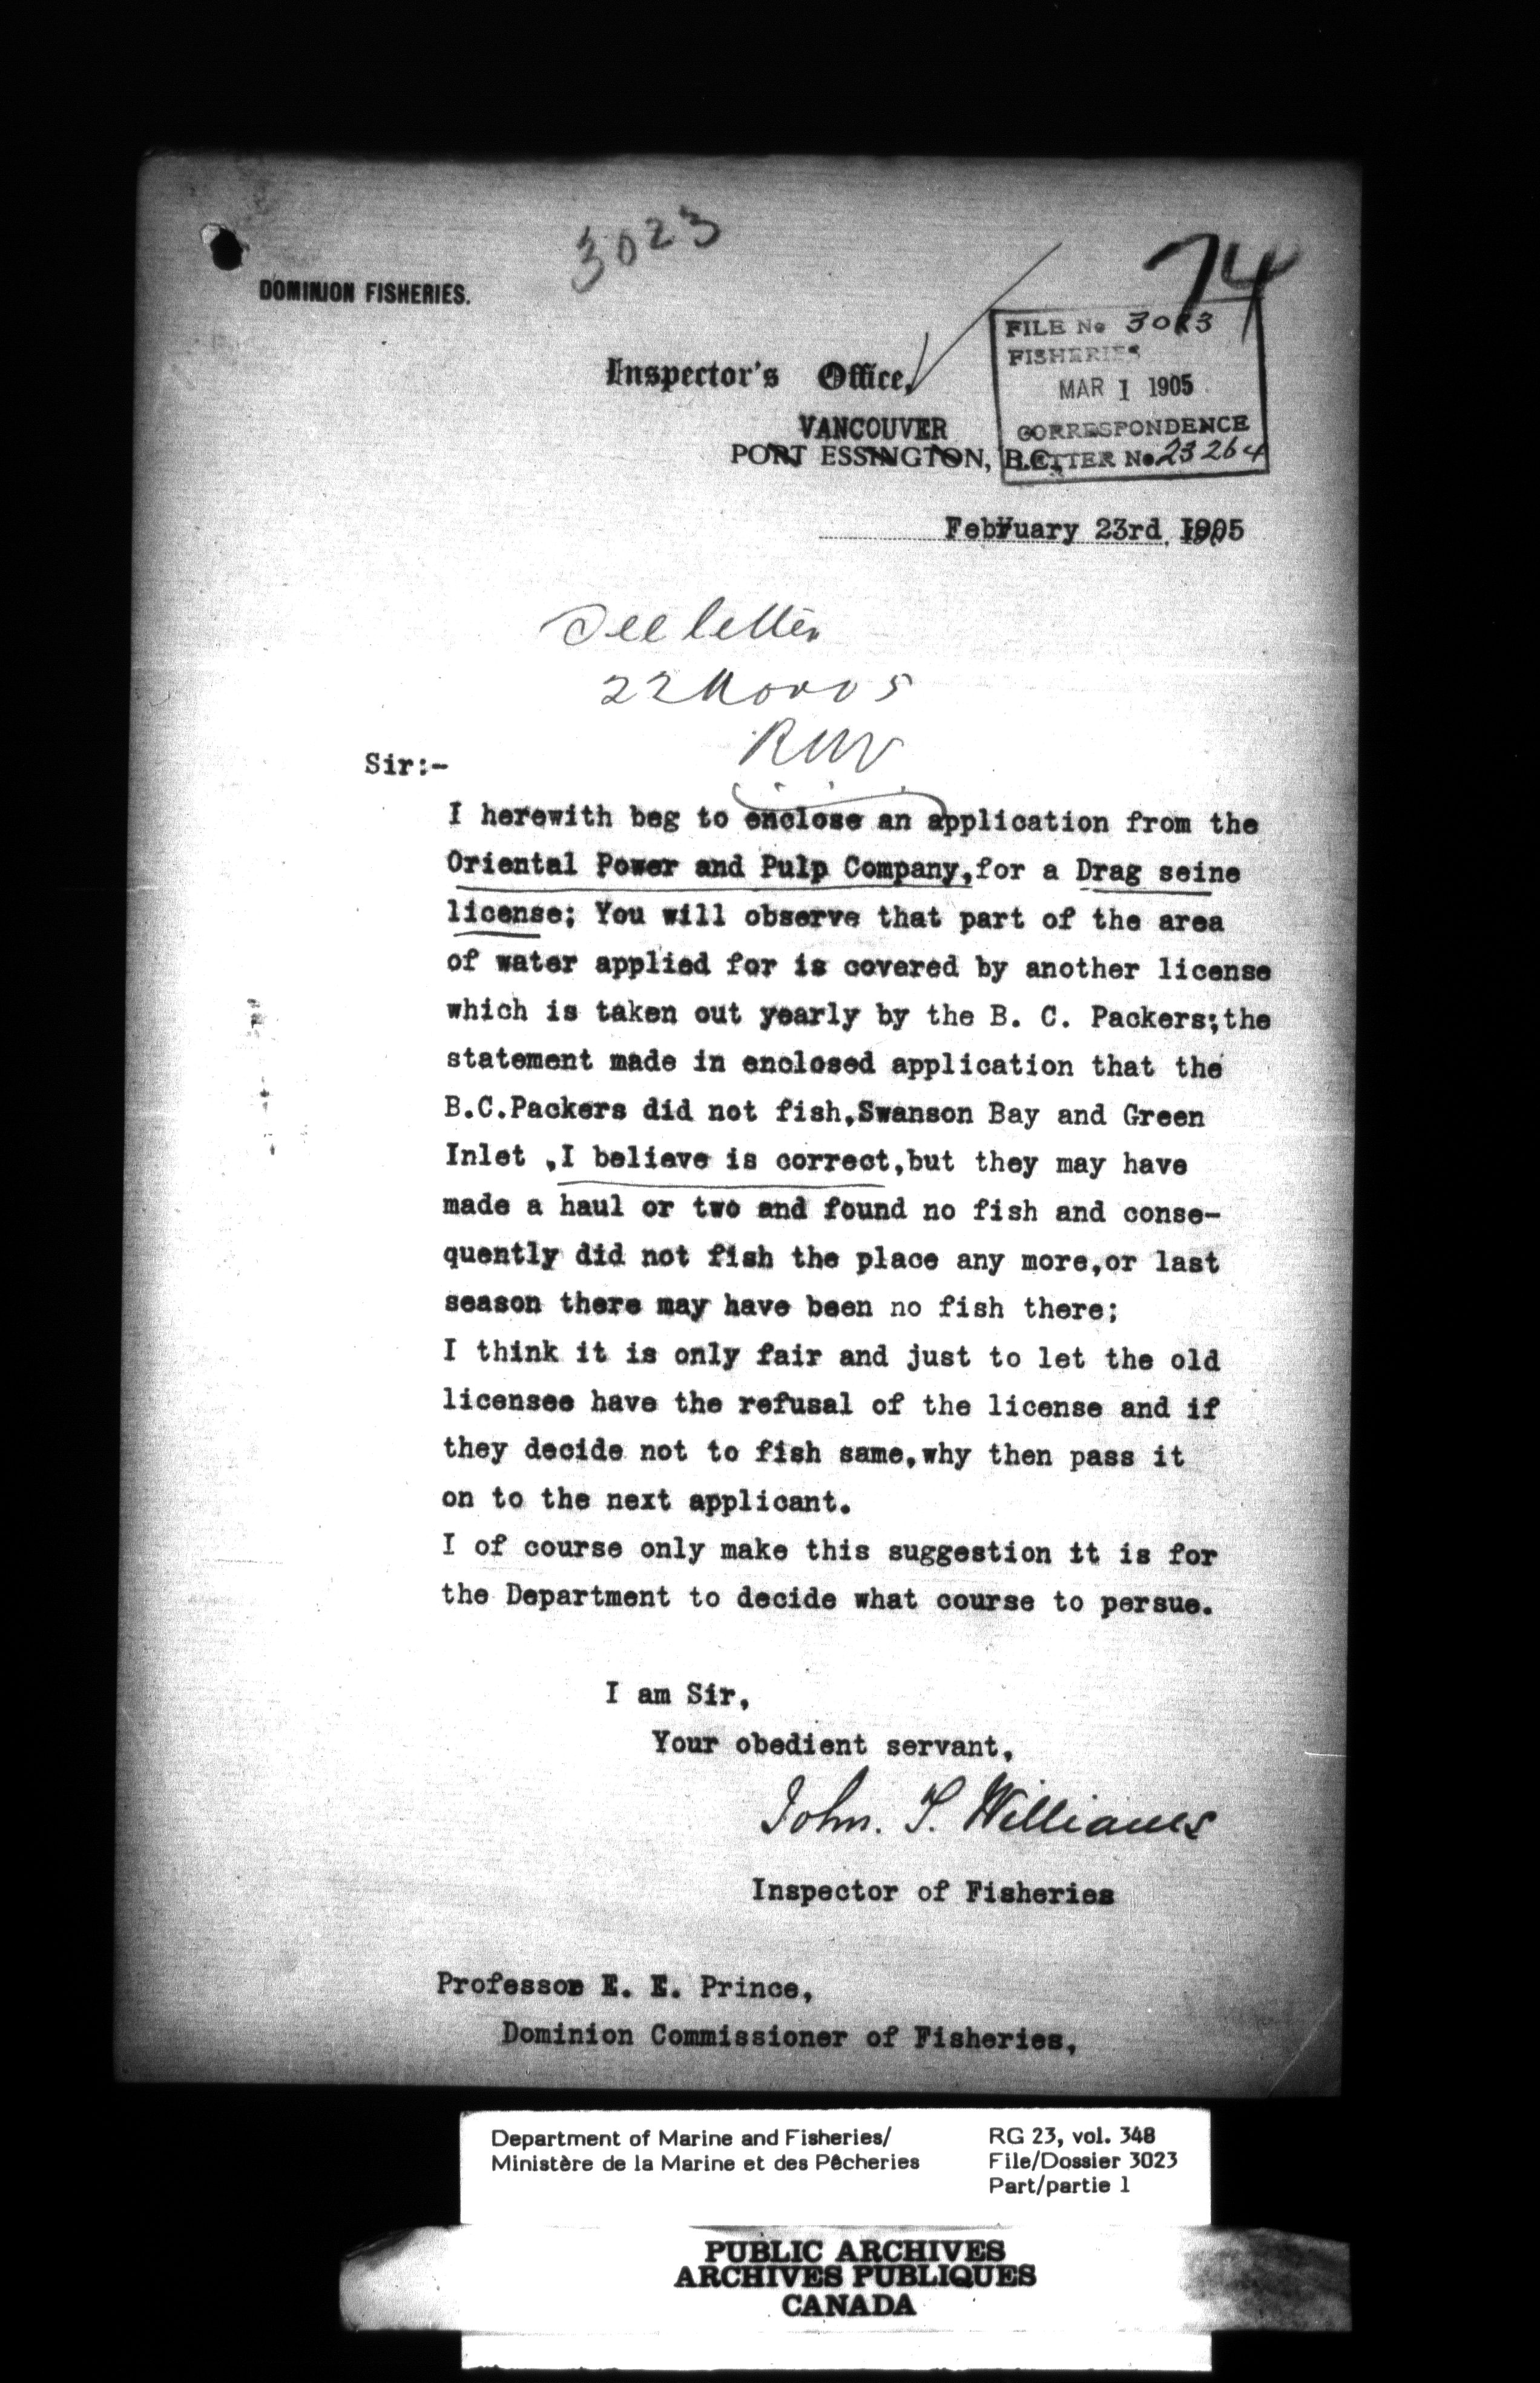 3023
74
DOMINION FISHERIES.
FILE No 3023
FISHERIES
MAR 1 1905
CORRESPONDENCE
LETTER No. 23264
Inspector's Office,
VANCOUVER
PORT ESSINGTON, B.C.,
February 23rd, 1905
See letter
22 5
RNV
Sir:-
I herewith beg to enclose an application from the
Oriental Power and Pulp Company,for a Drag seine
license; You will observe that part of the area
of water applied for is covered by another license
which is taken out yearly by the B. C. Packers;the
statement made in enclosed application that the
B.C.Packers did not fish,Swanson Bay and Green
Inlet ,I believe is correct,but they may have
made a haul or two and found no fish and conse-
quently did not fish the place any more,or last
season there may have been no fish there;
I think it is only fair and just to let the old
licensee have the refusal of the license and if
they decide not to fish same,why then pass it
on to the next applicant.
I of course only make this suggestion it is for
the Department to decide what course to persue.
I am Sir,
Your obedient servant,
John. T. Williams
Inspector of Fisheries
Professor E. E. Prince,
Dominion Commissioner of Fisheries,
Department of Marine and Fisheries/
Ministère de la Marine et des Pêcheries
RG 23, vol. 348
File/Dossier 3023
Part/partie 1
PUBLIC ARCHIVES
ARCHIVES PUBLIQUES
CANADA